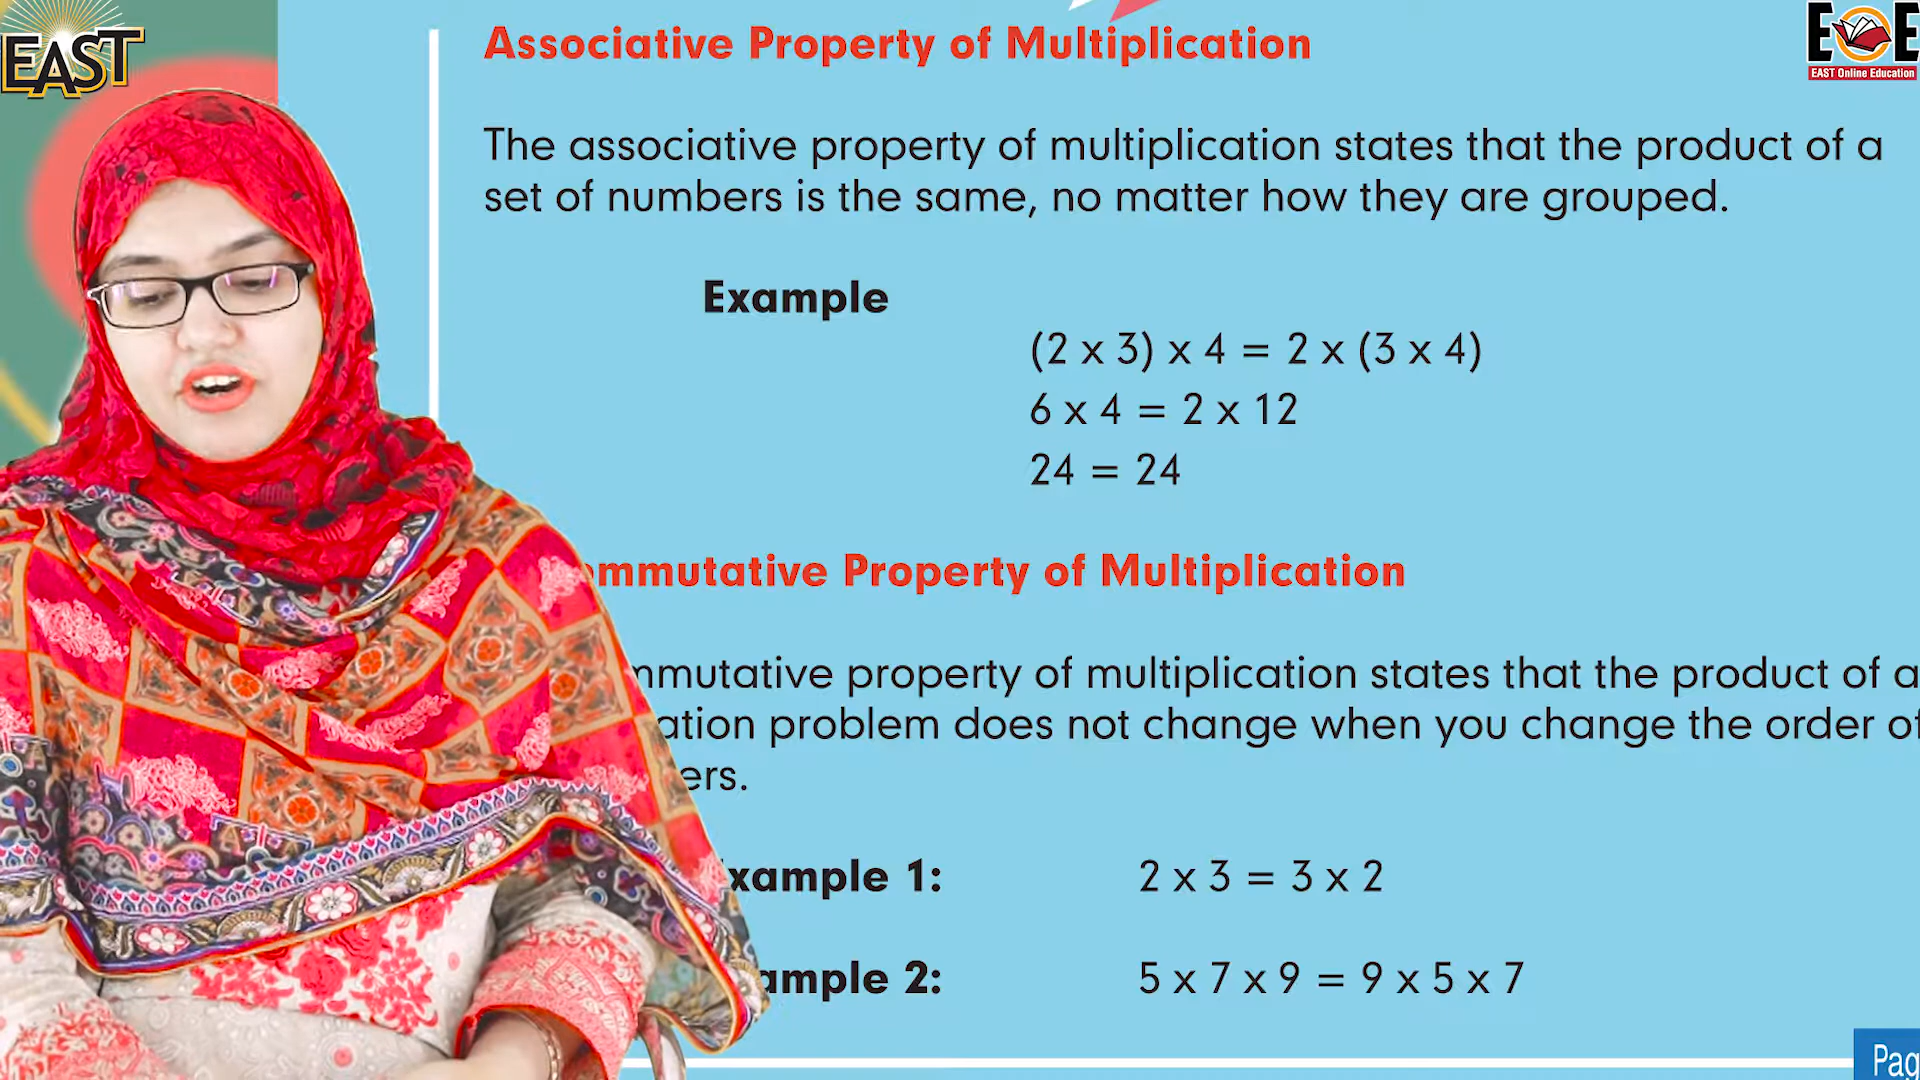 EAST
EOE
EAST Online Education
Associative Property of Multiplication
The associative property of multiplication states that the product of a
set of numbers is the same, no matter how they are grouped.
Example
(2 x 3) x 4 = 2 x (3 x 4)
6 x 4 = 2 x 12
24 = 24
ommutative Property of Multiplication
mmutative property of multiplication states that the product of a
ation problem does not change when you change the order of
ers.
xample 1: 2 x 3 = 3 x 2
ample 2: 5 x 7 x 9 = 9 x 5 x 7
Pag